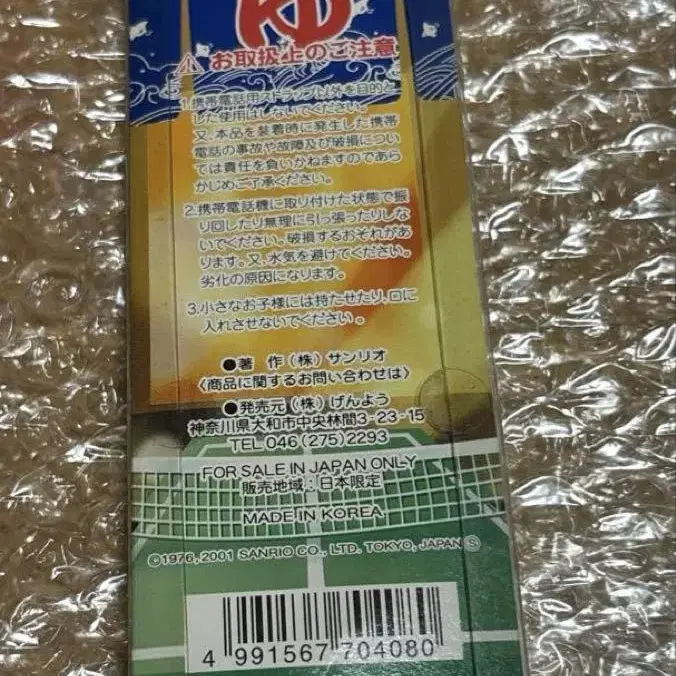 ⚠お取扱上のご注意
1.携帯電話用ストラップ以外を目的と
した使用はしないでください。
又、本品を装着時に発生した携帯
電話の事故や故障及び破損につい
ては責任を負いかねますのであら
かじめご了承ください。
2.携帯電話機に取り付けた状態で振
り回したり無理に引っ張ったりしな
いでください。破損するおそれがあ
ります。又、水気を避けてください。
劣化の原因になります。
3.小さなお子様には持たせたり、口に
入れさせないでください。
●著 作(株)サンリオ
〈商品に関するお問い合わせは〉
●発売元(株)げんよう
神奈川県大和市中央林間3-23-15
TEL 046(275)2293
FOR SALE IN JAPAN ONLY
販売地域:日本限定
MADE IN KOREA
©1976, 2001 SANRIO CO., LTD. TOKYO, JAPAN Ⓢ
4 991567 704080